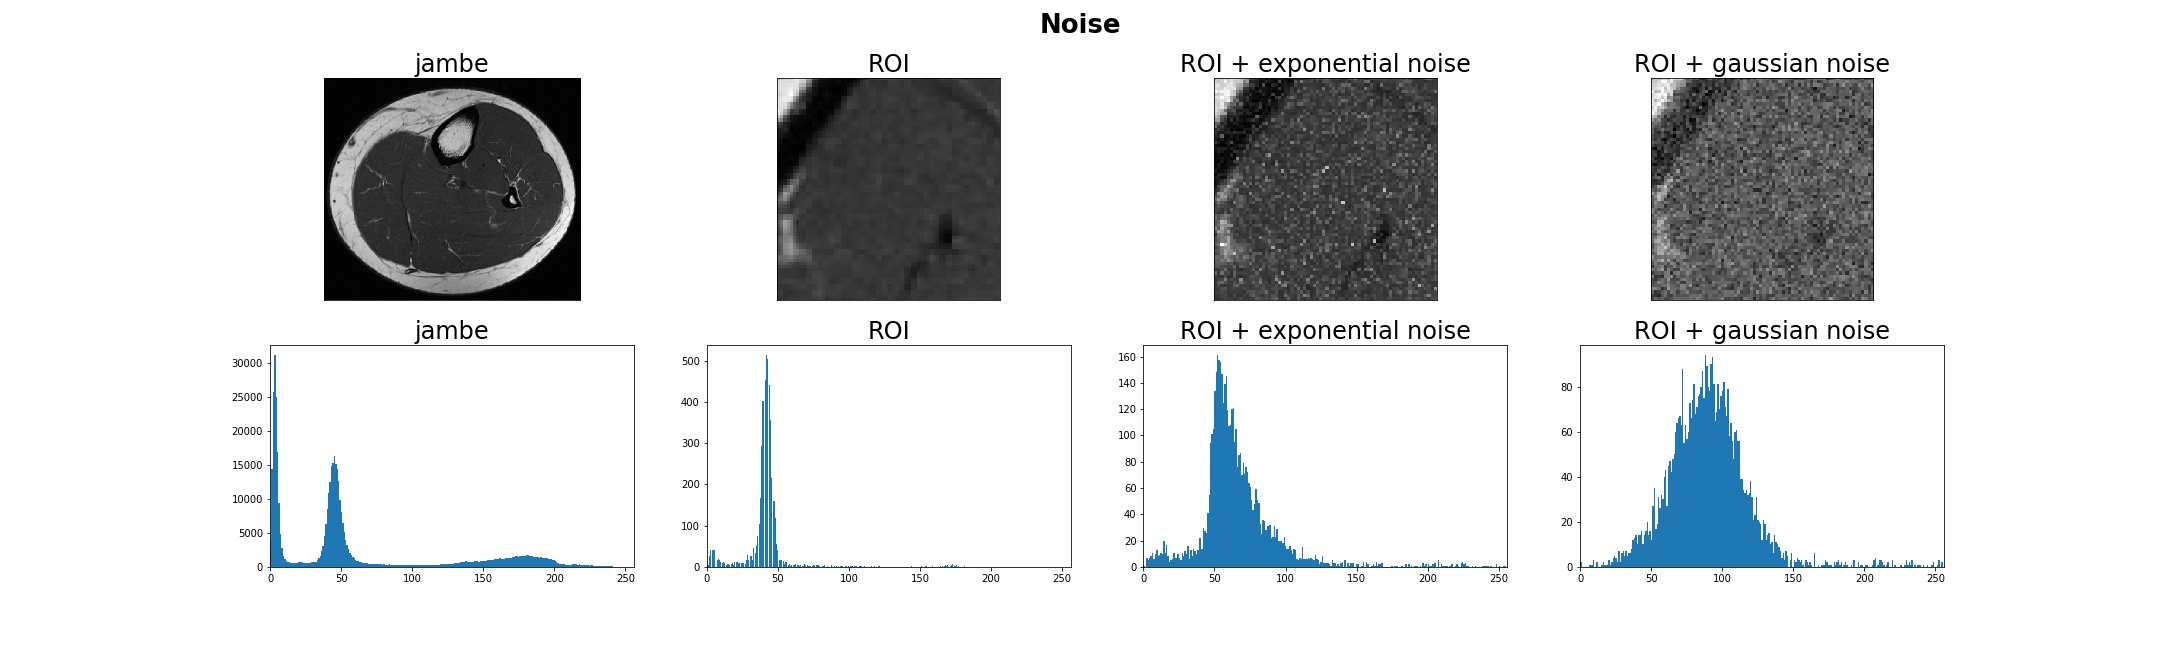 Noise
jambe
ROI
ROI + exponential noise
ROI + gaussian noise
jambe
ROI
ROI + exponential noise
ROI + gaussian noise
30000
25000
20000
15000
10000
5000
0
0 50 100 150 200 250
500
400
300
200
100
0
0 50 100 150 200 250
160
140
120
100
80
60
40
20
0
0 50 100 150 200 250
80
60
40
20
0
0 50 100 150 200 250